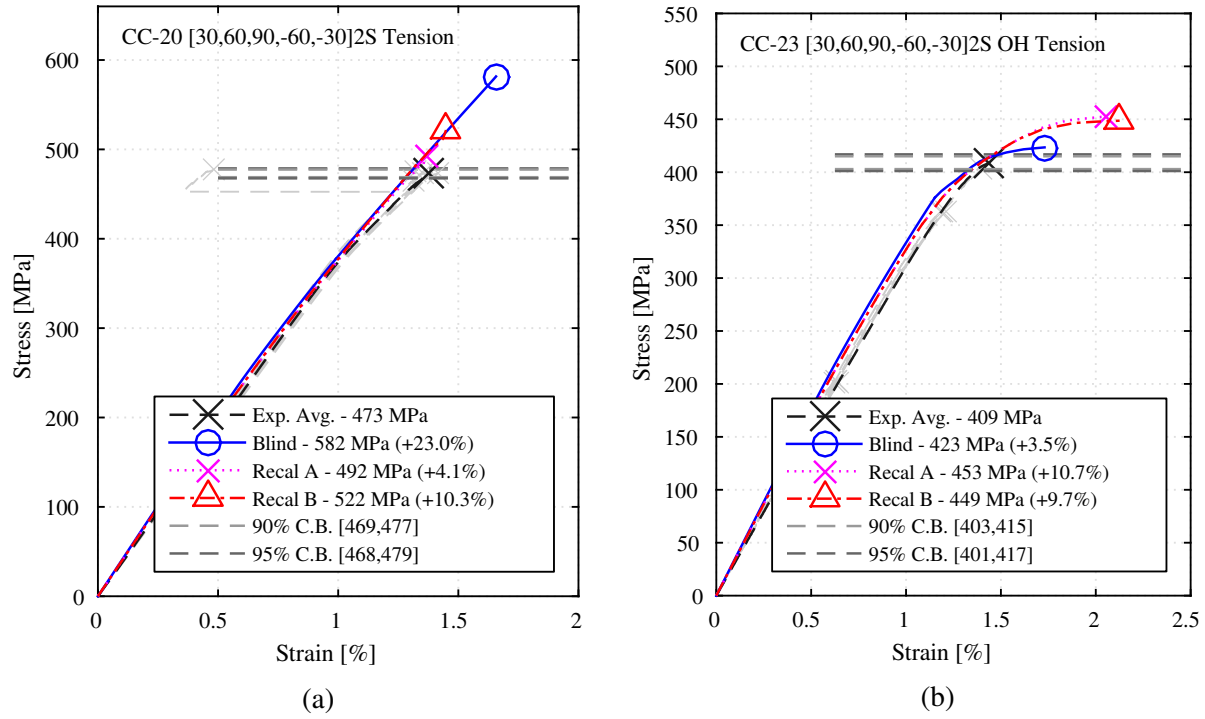 CC-20 [30,60,90,-60,-30]2S Tension
600
500
400
300
200
100
0
Stress [MPa]
Exp. Avg. - 473 MPa
Blind - 582 MPa (+23.0%)
Recal A - 492 MPa (+4.1%)
Recal B - 522 MPa (+10.3%)
90% C.B. [469,477]
95% C.B. [468,479]
0 0.5 1 1.5 2
Strain [%]
(a)
CC-23 [30,60,90,-60,-30]2S OH Tension
550
500
450
400
350
300
250
200
150
100
50
0
Stress [MPa]
Exp. Avg. - 409 MPa
Blind - 423 MPa (+3.5%)
Recal A - 453 MPa (+10.7%)
Recal B - 449 MPa (+9.7%)
90% C.B. [403,415]
95% C.B. [401,417]
0 0.5 1 1.5 2 2.5
Strain [%]
(b)